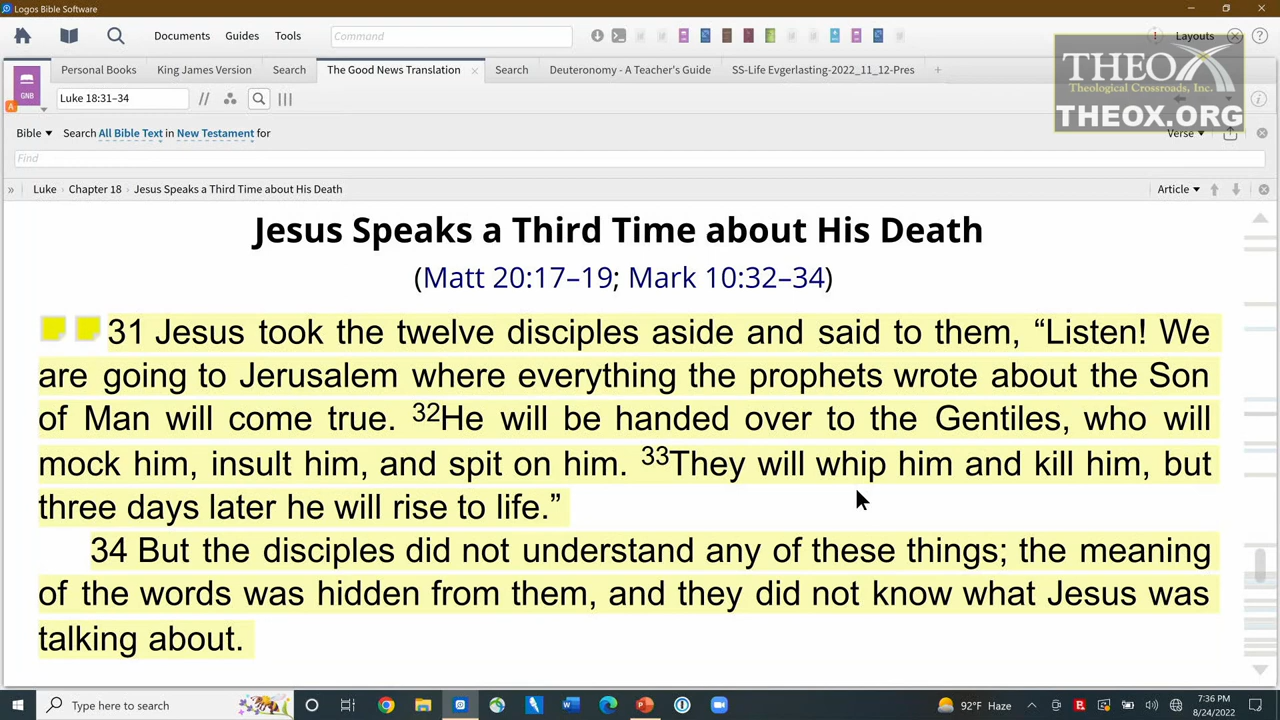 Logos Bible Software
Documents Guides Tools Command Layouts
THEOX
Theological Crossroads, Inc.
THEOX.ORG
Personal Books King James Version Search The Good News Translation Search Deuteronomy - A Teacher's Guide SS-Life Evgerlasting-2022_11_12-Pres
GNB
A
Luke 18:31–34
Bible Search All Bible Text in New Testament for Verse
Find
» Luke › Chapter 18 › Jesus Speaks a Third Time about His Death Article
Jesus Speaks a Third Time about His Death
(Matt 20:17–19; Mark 10:32–34)
31 Jesus took the twelve disciples aside and said to them, “Listen! We
are going to Jerusalem where everything the prophets wrote about the Son
of Man will come true. 32He will be handed over to the Gentiles, who will
mock him, insult him, and spit on him. 33They will whip him and kill him, but
three days later he will rise to life.”
34 But the disciples did not understand any of these things; the meaning
of the words was hidden from them, and they did not know what Jesus was
talking about.
Type here to search 92°F Haze 7:36 PM
8/24/2022